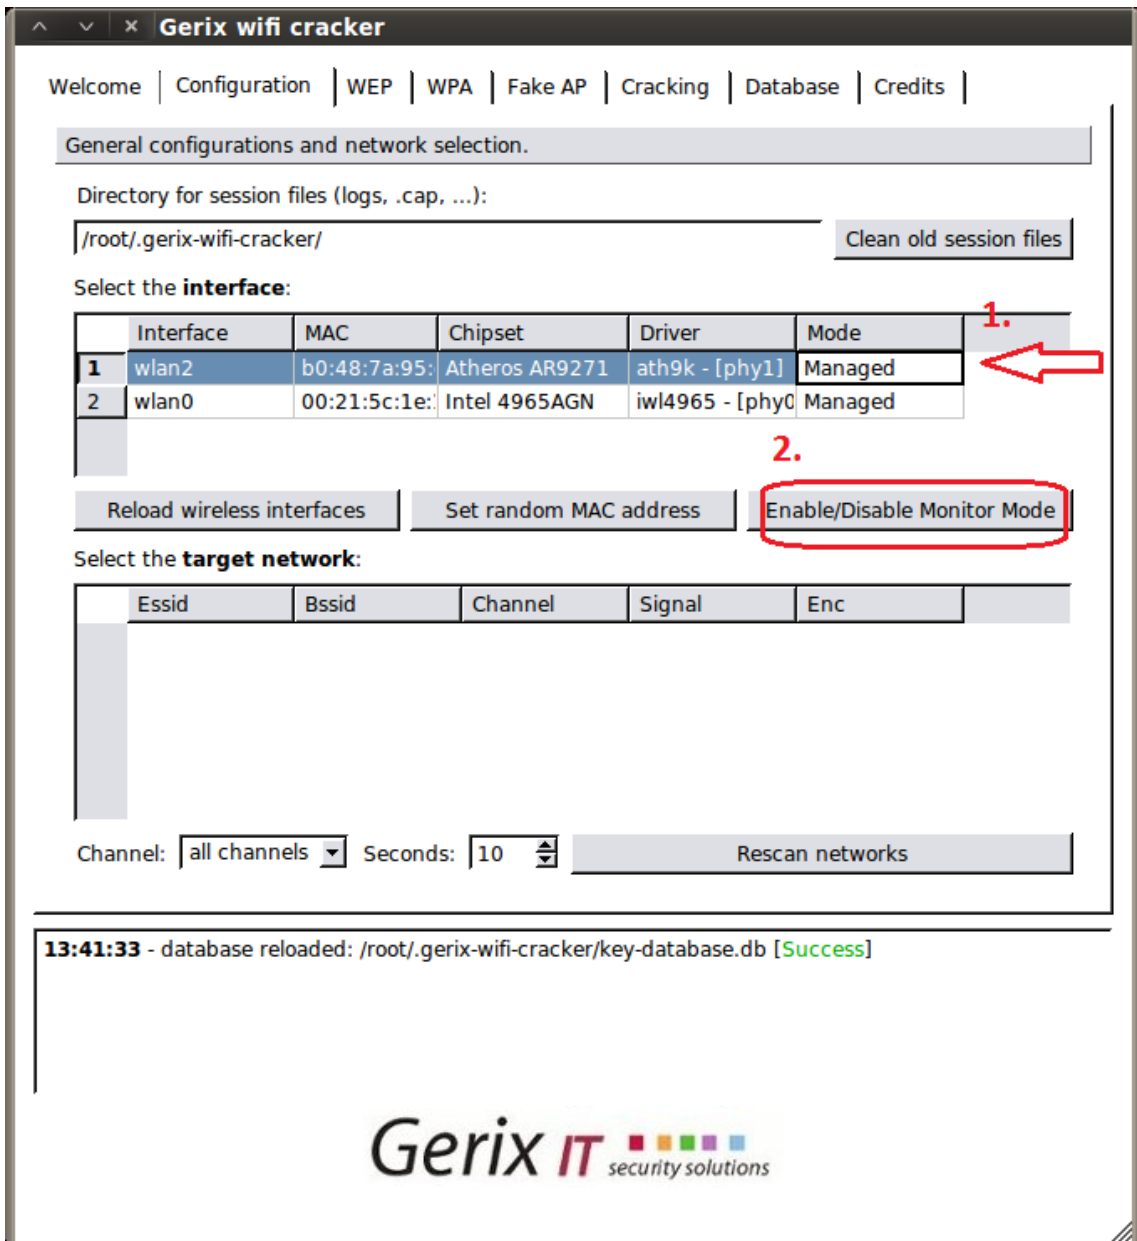 Gerix wifi cracker
Welcome Configuration WEP WPA Fake AP Cracking Database Credits
General configurations and network selection.
Directory for session files (logs, .cap, ...):
/root/.gerix-wifi-cracker/ Clean old session files
Select the interface:
1.
Interface MAC Chipset Driver Mode
1 wlan2 b0:48:7a:95: Atheros AR9271 ath9k - [phy1] Managed
2 wlan0 00:21:5c:1e: Intel 4965AGN iwl4965 - [phy0 Managed
2.
Reload wireless interfaces Set random MAC address Enable/Disable Monitor Mode
Select the target network:
Essid Bssid Channel Signal Enc
Channel: all channels Seconds: 10 Rescan networks
13:41:33 - database reloaded: /root/.gerix-wifi-cracker/key-database.db [Success]
Gerix IT security solutions